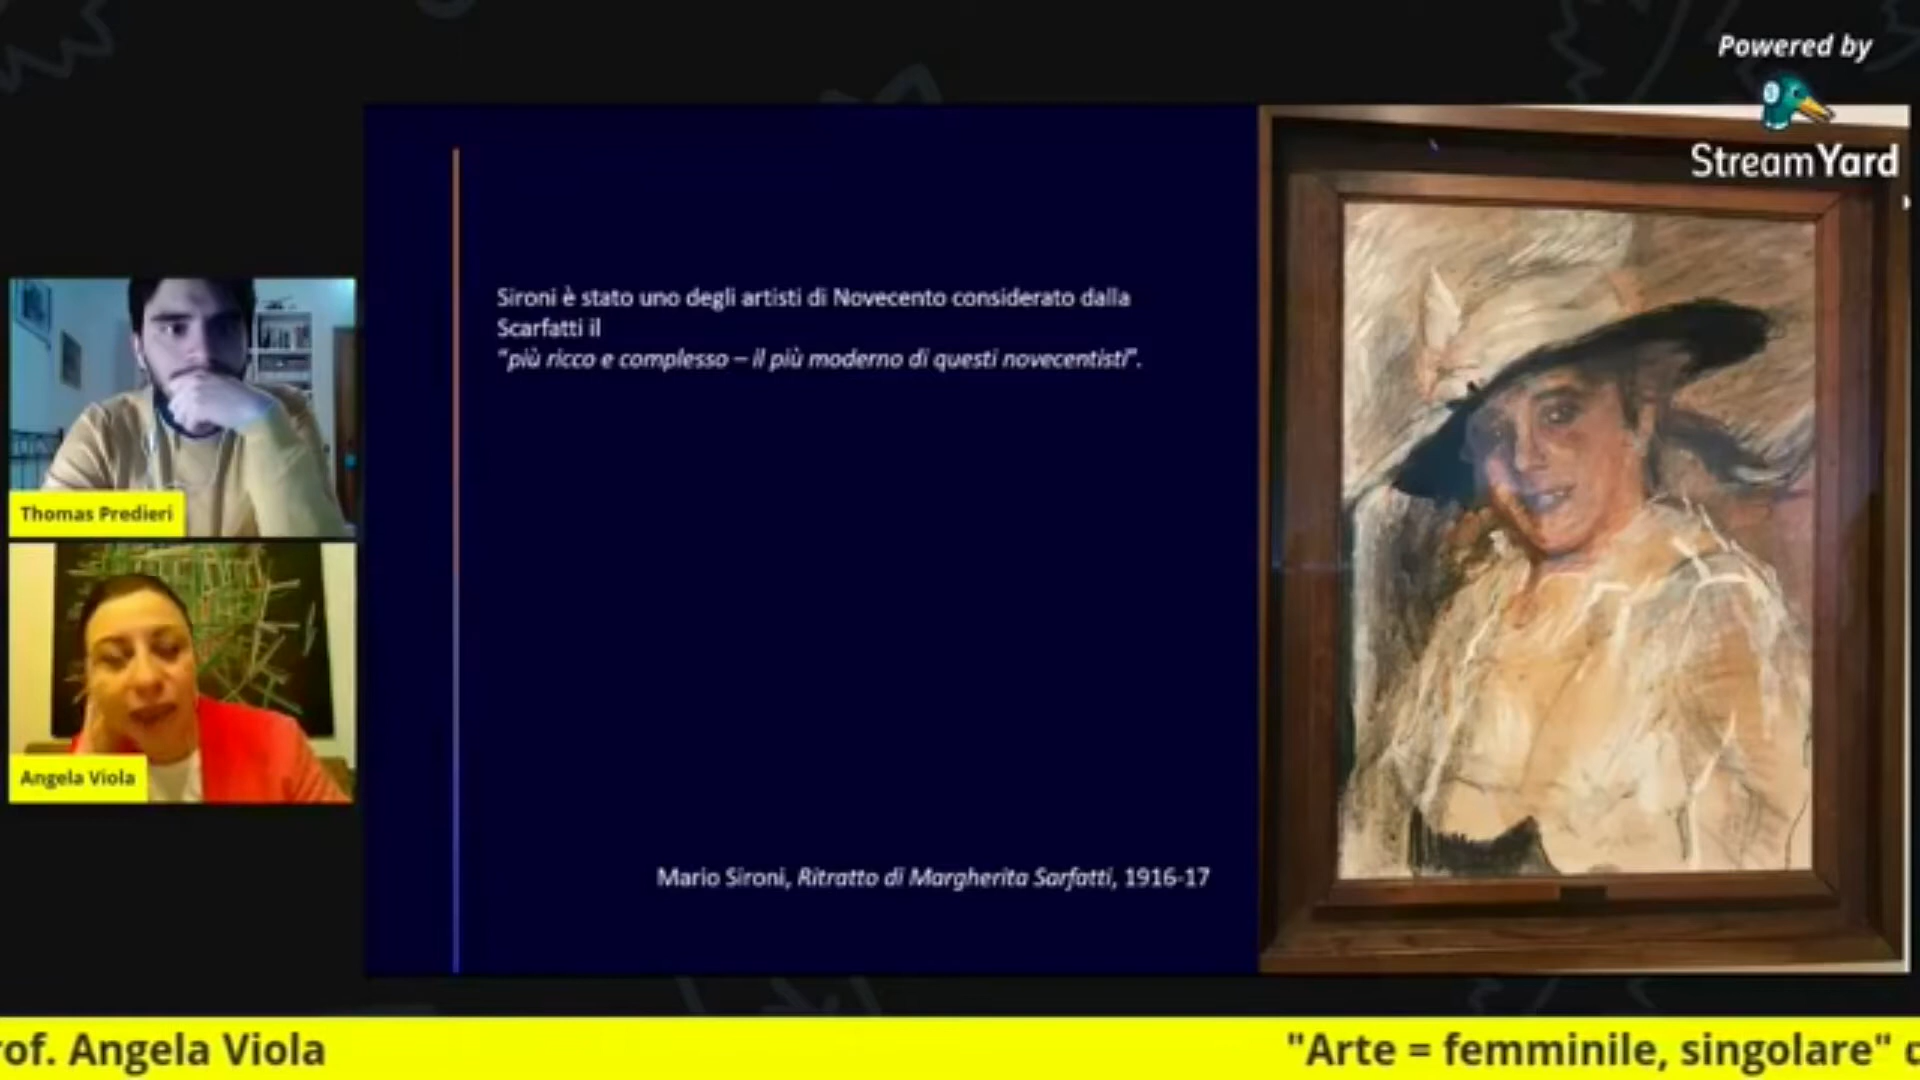 Powered by
StreamYard
Sironi è stato uno degli artisti di Novecento considerato dalla
Scarfatti il
“più ricco e complesso – il più moderno di questi novecentisti”.
Thomas Predieri
Angela Viola
Mario Sironi, Ritratto di Margherita Sarfatti, 1916-17
rof. Angela Viola
"Arte = femminile, singolare" c